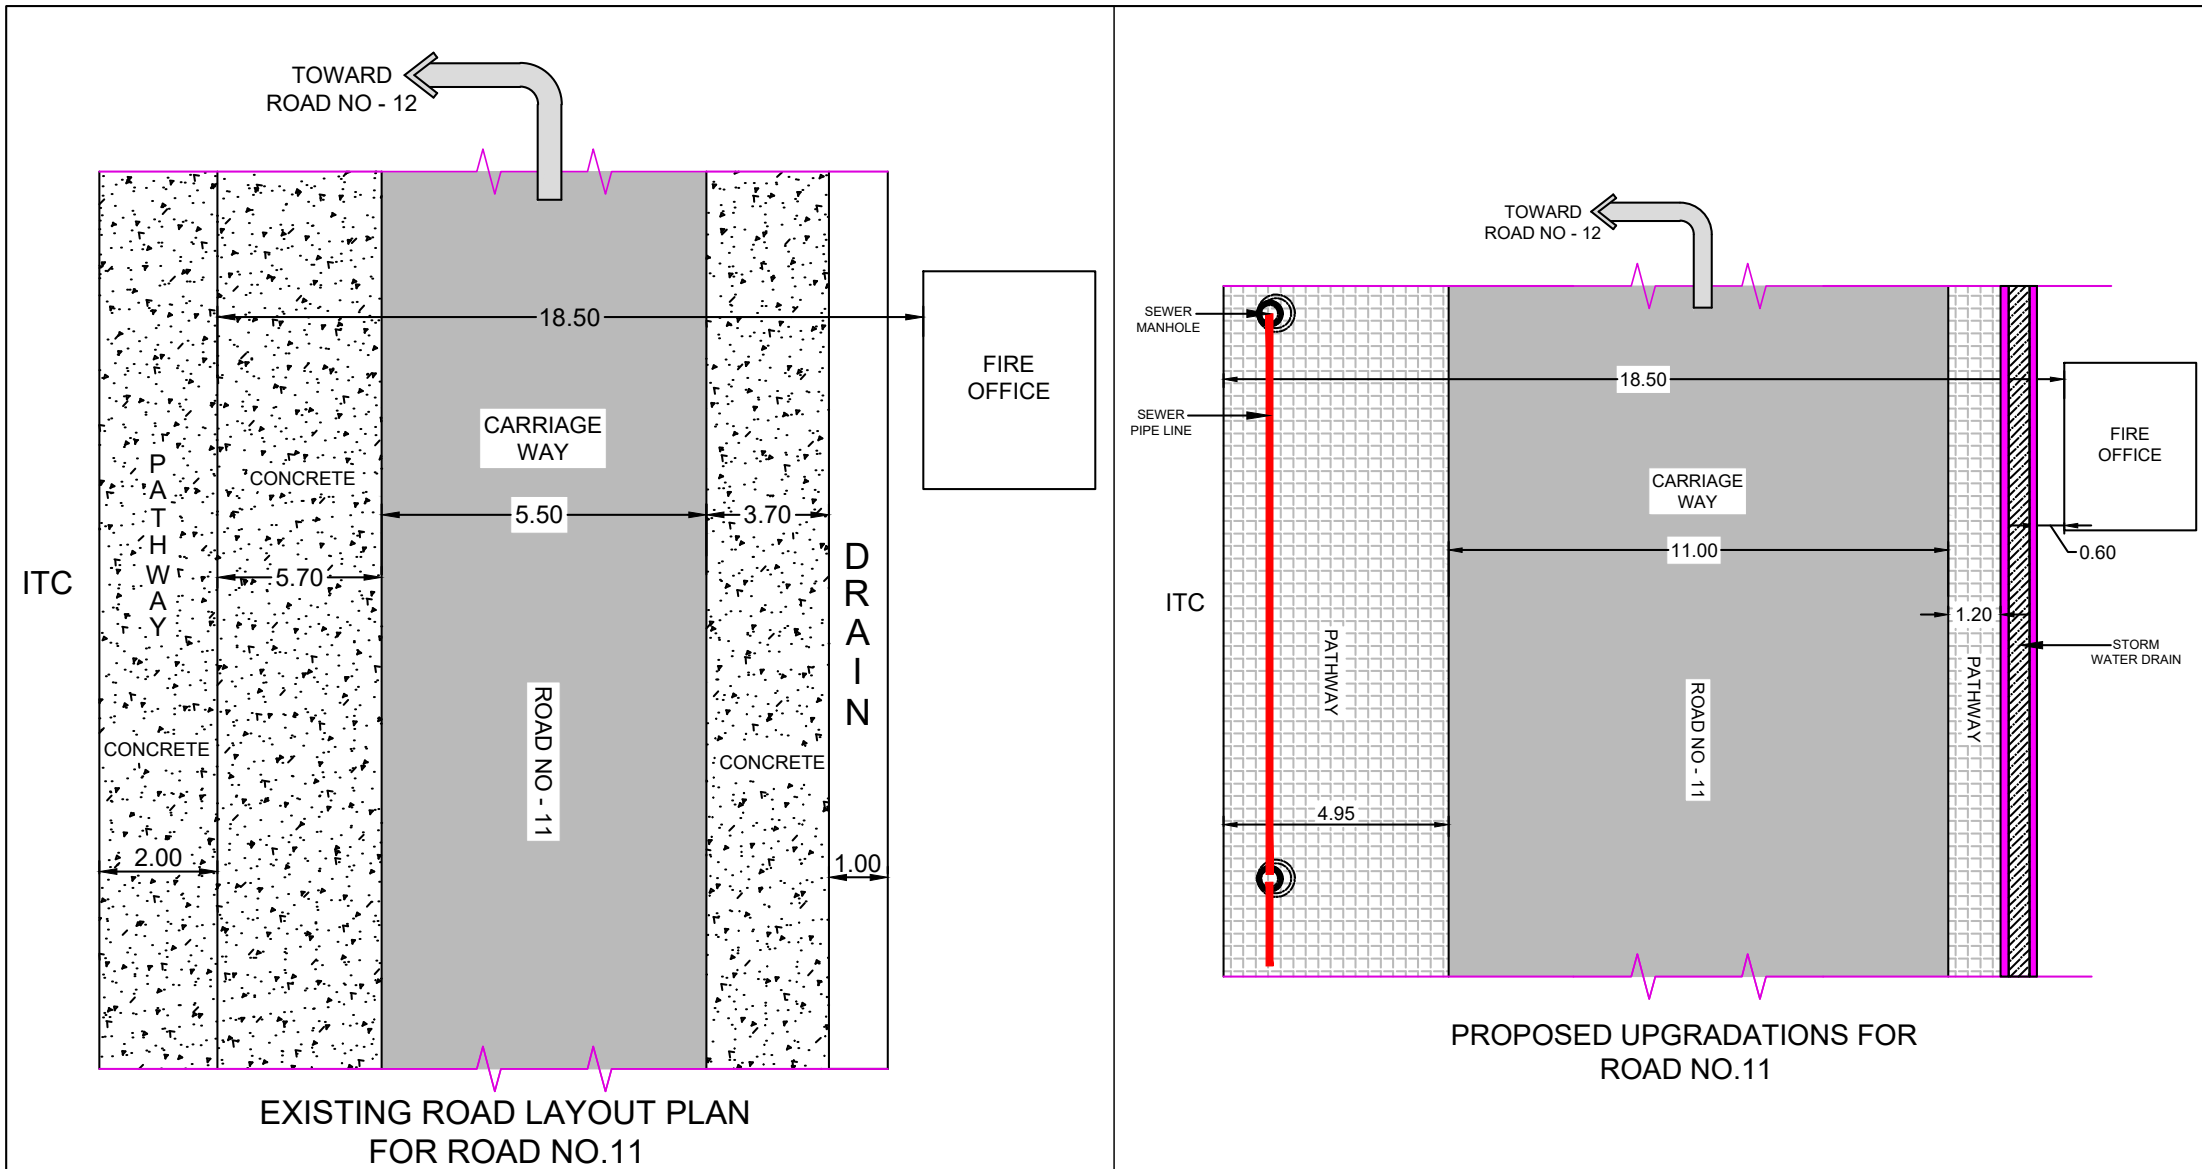 TOWARD
ROAD NO - 12
18.50
FIRE
OFFICE
CARRIAGE
WAY
PATHWAY
CONCRETE
5.50
3.70
DRAIN
ITC
5.70
ROAD NO - 11
CONCRETE
CONCRETE
2.00
1.00
EXISTING ROAD LAYOUT PLAN
FOR ROAD NO.11
TOWARD
ROAD NO - 12
SEWER
MANHOLE
18.50
SEWER
PIPE LINE
FIRE
OFFICE
CARRIAGE
WAY
11.00
0.60
ITC
1.20
PATHWAY
STORM
WATER DRAIN
PATHWAY
ROAD NO - 11
4.95
PROPOSED UPGRADATIONS FOR
ROAD NO.11